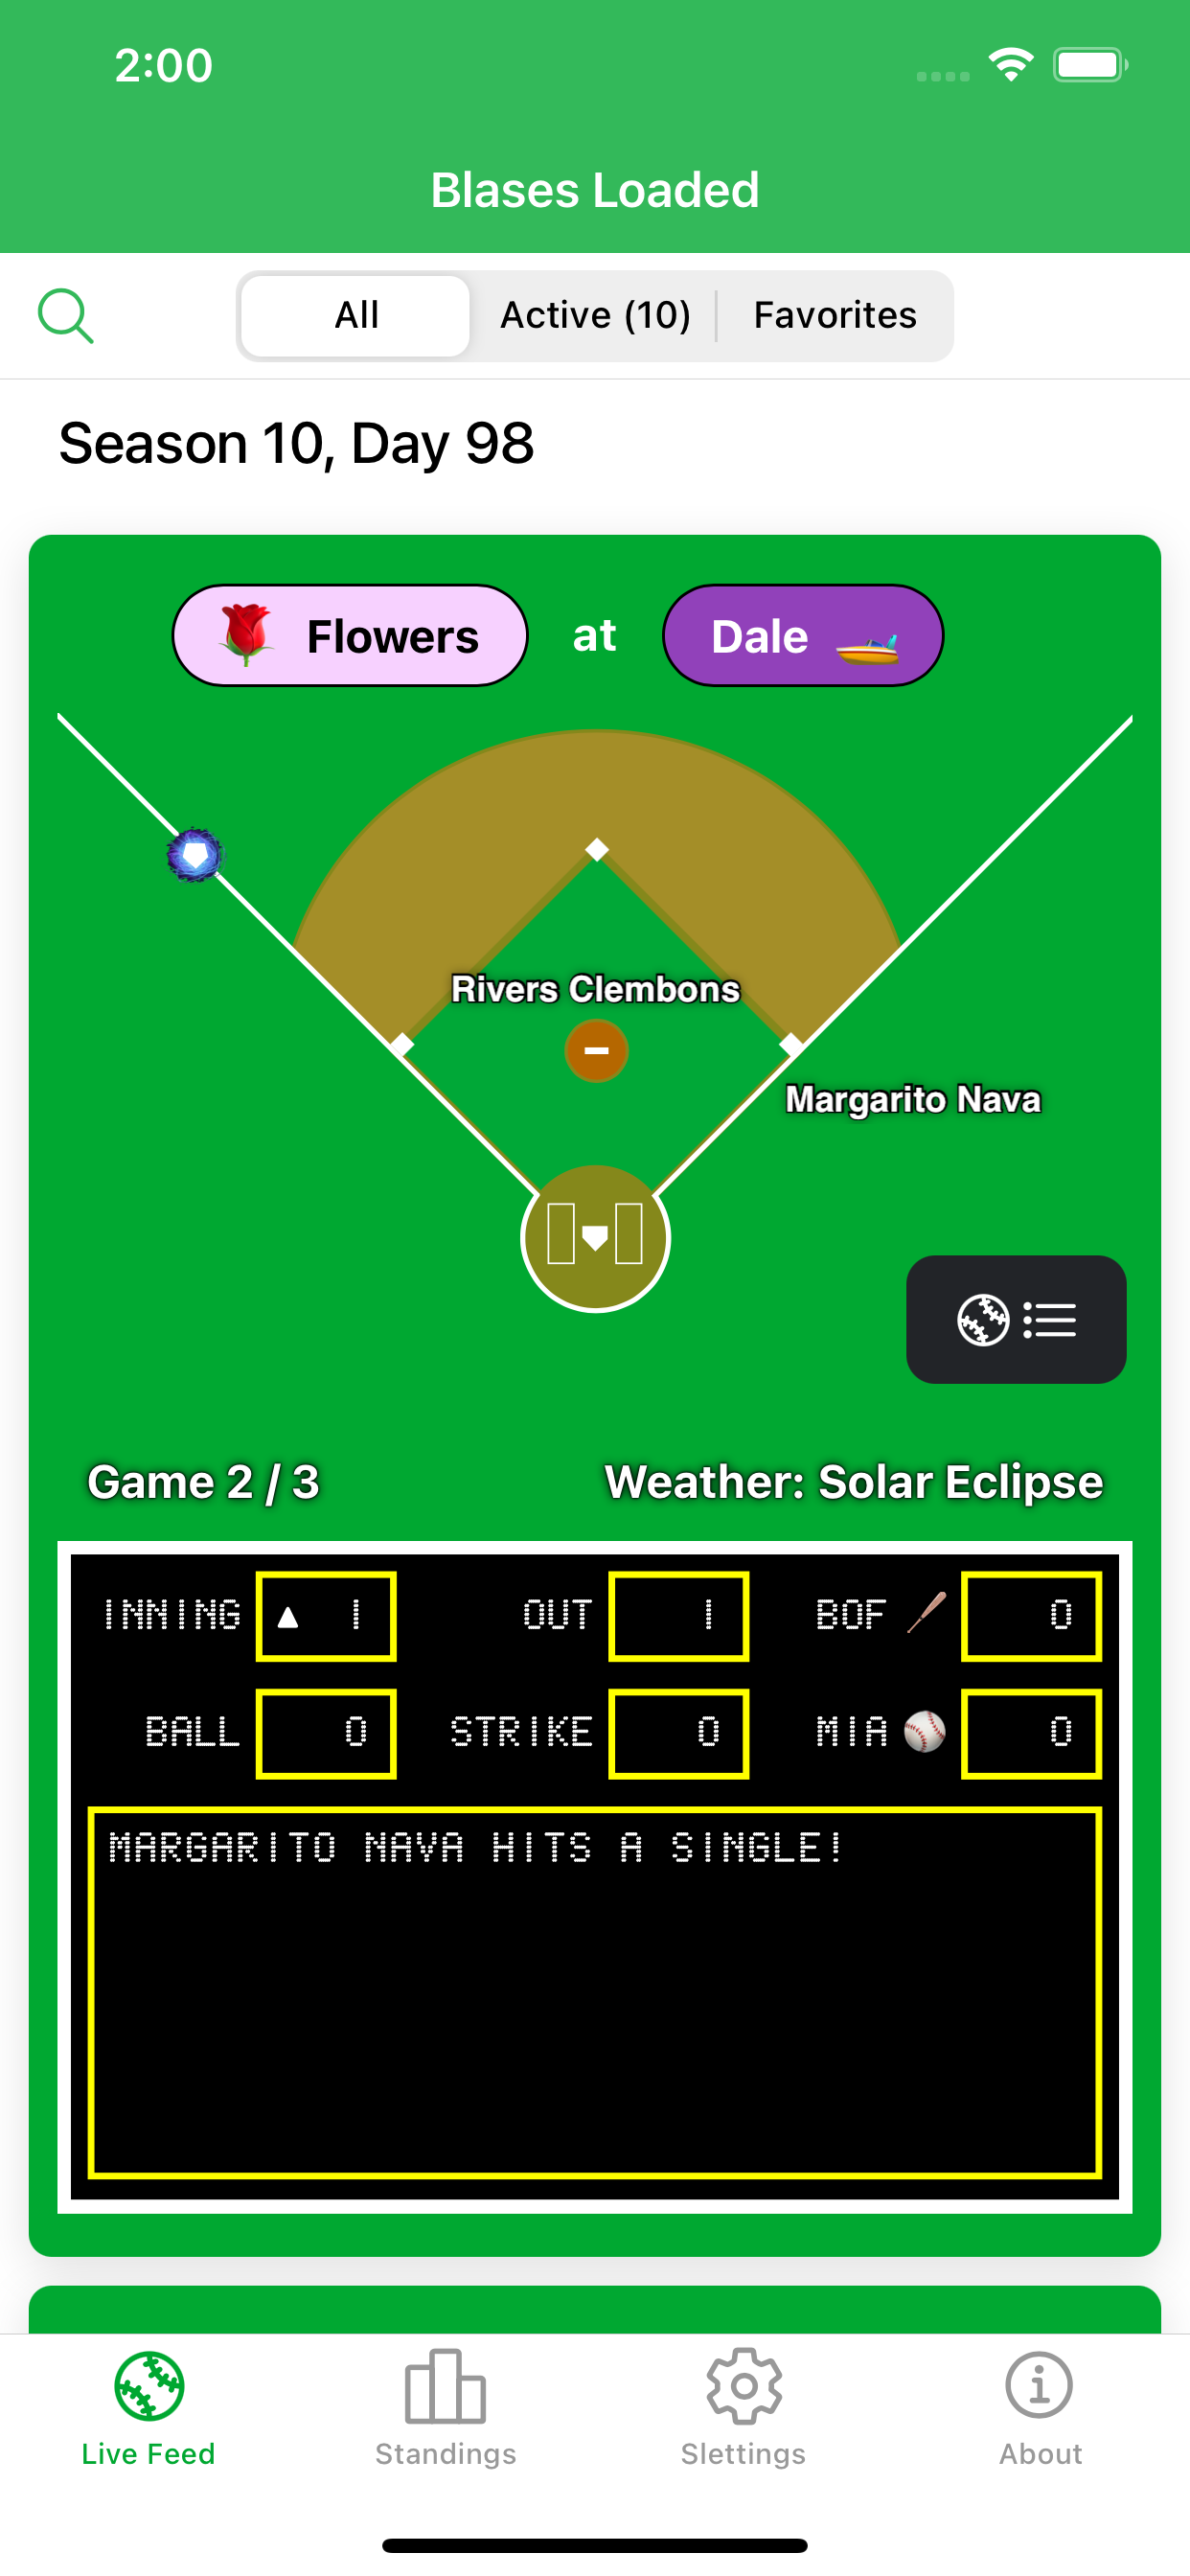 2:00
Blases Loaded
All Active (10) Favorites
Season 10, Day 98
Flowers at Dale
Rivers Clembons
Margarito Nava
Game 2 / 3 Weather: Solar Eclipse
INNING ▲ 1 OUT 1 BOF 0
BALL 0 STRIKE 0 MIA 0
MARGARITO NAVA HITS A SINGLE!
Live Feed Standings Slettings About